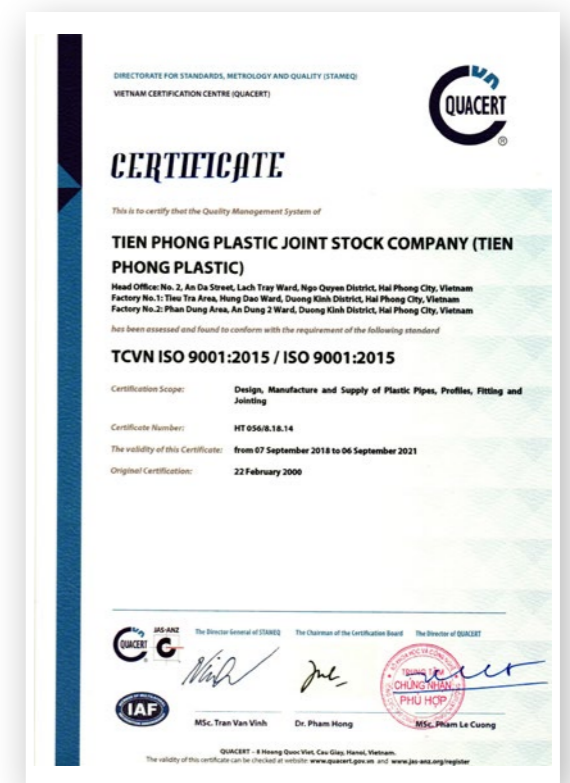 DIRECTORATE FOR STANDARDS, METROLOGY AND QUALITY (STAMEQ)
VIETNAM CERTIFICATION CENTRE (QUACERT)
QUACERT
®
CERTIFICATE
This is to certify that the Quality Management System of
TIEN PHONG PLASTIC JOINT STOCK COMPANY (TIEN
PHONG PLASTIC)
Head Office: No. 2, An Da Street, Lach Tray Ward, Ngo Quyen District, Hai Phong City, Vietnam
Factory No.1: Tieu Tra Area, Hung Dao Ward, Duong Kinh District, Hai Phong City, Vietnam
Factory No.2: Phan Dung Area, An Dung 2 Ward, Duong Kinh District, Hai Phong City, Vietnam
has been assessed and found to conform with the requirement of the following standard
TCVN ISO 9001:2015 / ISO 9001:2015
Certification Scope: Design, Manufacture and Supply of Plastic Pipes, Profiles, Fitting and
Jointing
Certificate Number: HT 056/8.18.14
The validity of this Certificate: from 07 September 2018 to 06 September 2021
Original Certification: 22 February 2000
QUACERT
JAS-ANZ
The Director General of STAMEQ The Chairman of the Certification Board The Director of QUACERT
TRUNG TÂM
CHỨNG NHẬN
PHÙ HỢP
IAF
MSc. Tran Van Vinh Dr. Pham Hong MSc. Pham Le Cuong
QUACERT – 8 Hoang Quoc Viet, Cau Giay, Hanoi, Vietnam.
The validity of this certificate can be checked at website: www.quacert.gov.vn and www.jas-anz.org/register